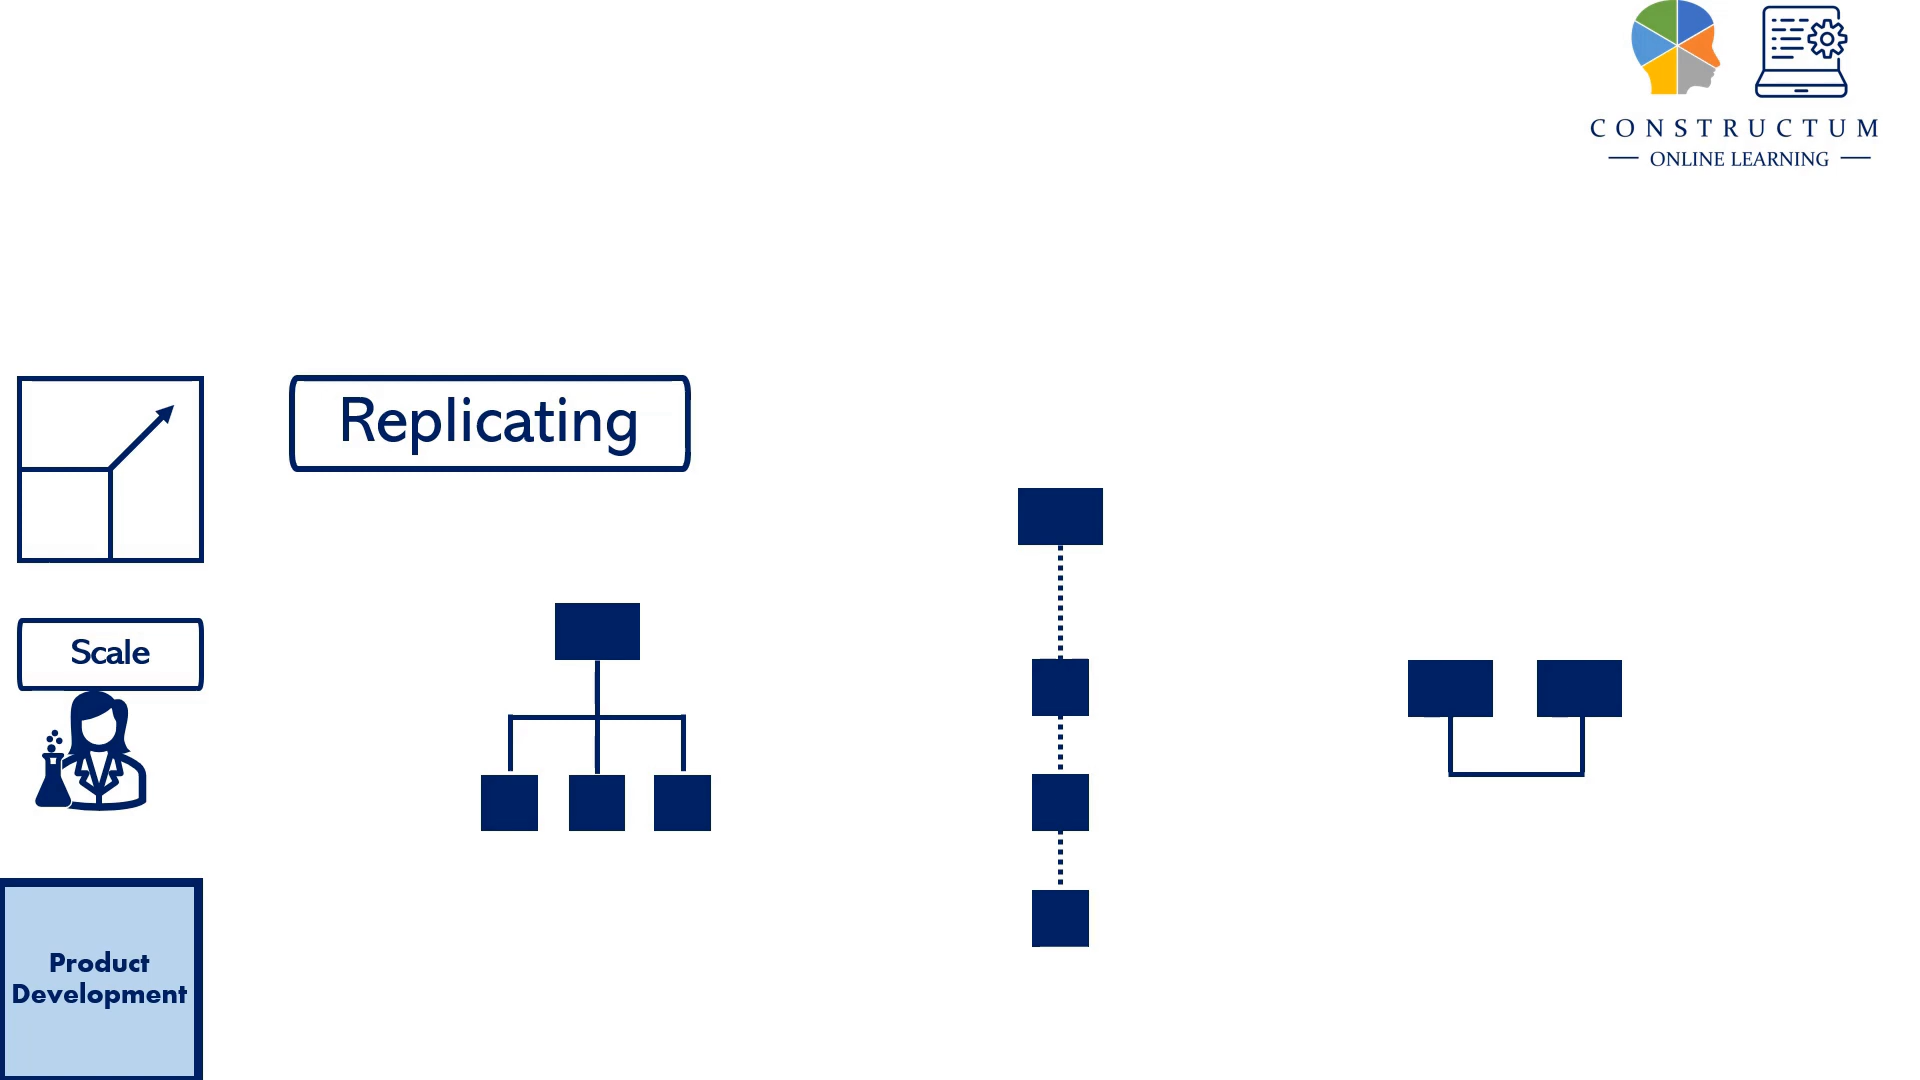 CONSTRUCTUM
ONLINE LEARNING
Replicating
Scale
Product
Development